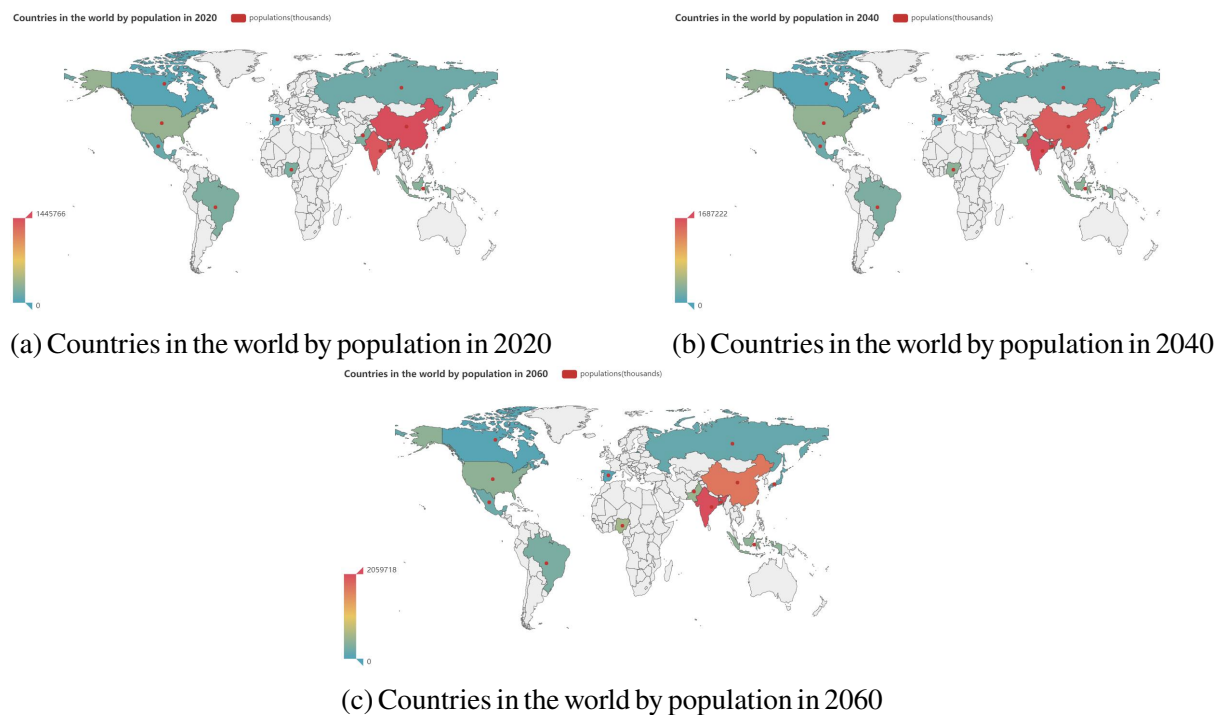 Countries in the world by population in 2020 populations(thousands)
1445766
0
(a) Countries in the world by population in 2020
Countries in the world by population in 2040 populations(thousands)
1687222
0
(b) Countries in the world by population in 2040
Countries in the world by population in 2060 populations(thousands)
2059718
0
(c) Countries in the world by population in 2060